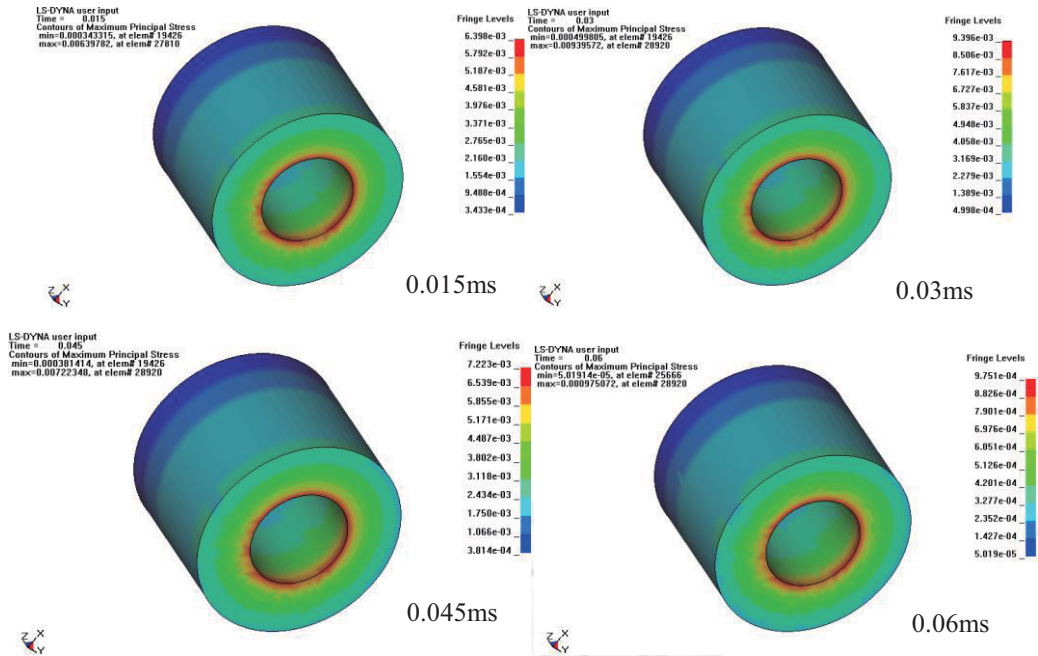 LS-DYNA user input
Time = 0.015
Contours of Maximum Principal Stress
min=0.000343315, at elem# 19426
max=0.00639782, at elem# 27810
Fringe Levels
6.398e-03
5.792e-03
5.187e-03
4.581e-03
3.976e-03
3.371e-03
2.765e-03
2.160e-03
1.554e-03
9.488e-04
3.433e-04
Z X
Y
0.015ms
LS-DYNA user input
Time = 0.03
Contours of Maximum Principal Stress
min=0.000499805, at elem# 19426
max=0.00939572, at elem# 28920
Fringe Levels
9.396e-03
8.506e-03
7.617e-03
6.727e-03
5.837e-03
4.948e-03
4.058e-03
3.169e-03
2.279e-03
1.389e-03
4.998e-04
Z X
Y
0.03ms
LS-DYNA user input
Time = 0.045
Contours of Maximum Principal Stress
min=0.000381414, at elem# 19426
max=0.00722348, at elem# 28920
Fringe Levels
7.223e-03
6.539e-03
5.855e-03
5.171e-03
4.487e-03
3.802e-03
3.118e-03
2.434e-03
1.750e-03
1.066e-03
3.814e-04
Z X
Y
0.045ms
LS-DYNA user input
Time = 0.06
Contours of Maximum Principal Stress
min=5.01914e-05, at elem# 25666
max=0.000975072, at elem# 28920
Fringe Levels
9.751e-04
8.826e-04
7.901e-04
6.976e-04
6.051e-04
5.126e-04
4.201e-04
3.277e-04
2.352e-04
1.427e-04
5.019e-05
Z X
Y
0.06ms